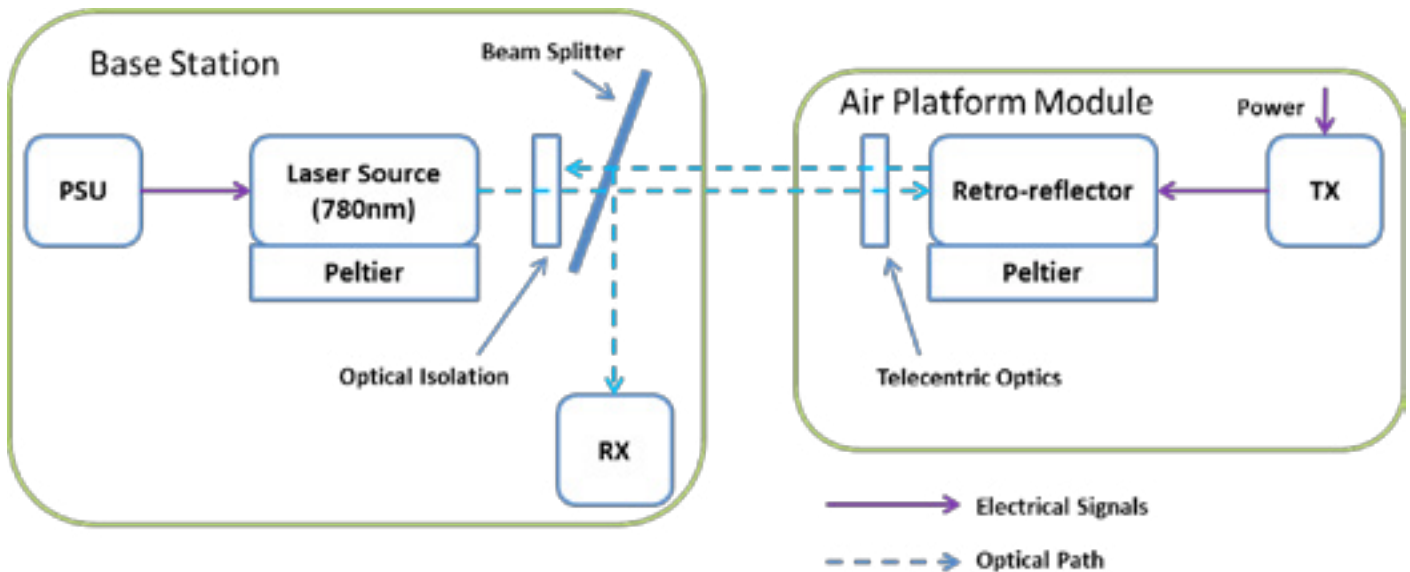 Base Station
Beam Splitter
Air Platform Module
Power
PSU
Laser Source
(780nm)
Retro-reflector
TX
Peltier
Peltier
Optical Isolation
Telecentric Optics
RX
Electrical Signals
Optical Path